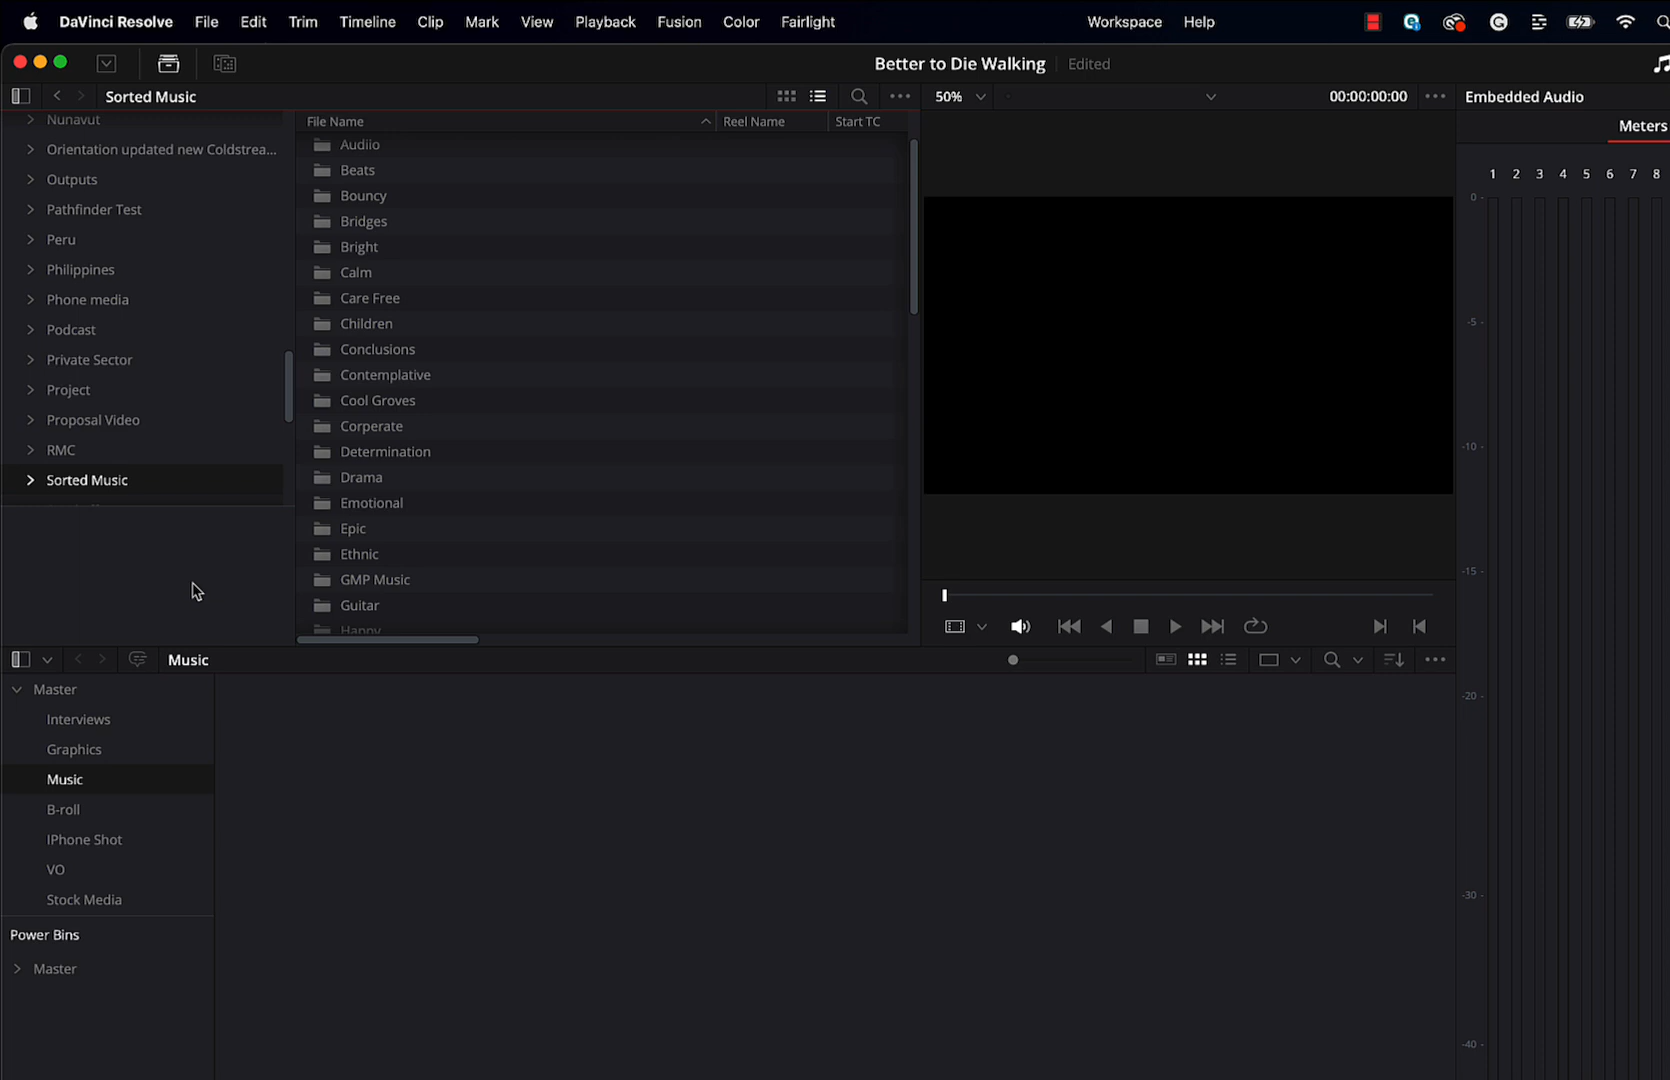 DaVinci Resolve File Edit Trim Timeline Clip Mark View Playback Fusion Color Fairlight Workspace Help
Better to Die Walking Edited
Sorted Music
50%
00:00:00:00
Embedded Audio
Nunavut
Orientation updated new Coldstrea...
Outputs
Pathfinder Test
Peru
Philippines
Phone media
Podcast
Private Sector
Project
Proposal Video
RMC
Sorted Music
File Name Reel Name Start TC
Audiio
Beats
Bouncy
Bridges
Bright
Calm
Care Free
Children
Conclusions
Contemplative
Cool Groves
Corperate
Determination
Drama
Emotional
Epic
Ethnic
GMP Music
Guitar
Happy
Meters
1 2 3 4 5 6 7 8
0 -
-5 -
-10 -
-15 -
-20 -
-30 -
-40 -
Music
Master
Interviews
Graphics
Music
B-roll
IPhone Shot
VO
Stock Media
Power Bins
Master